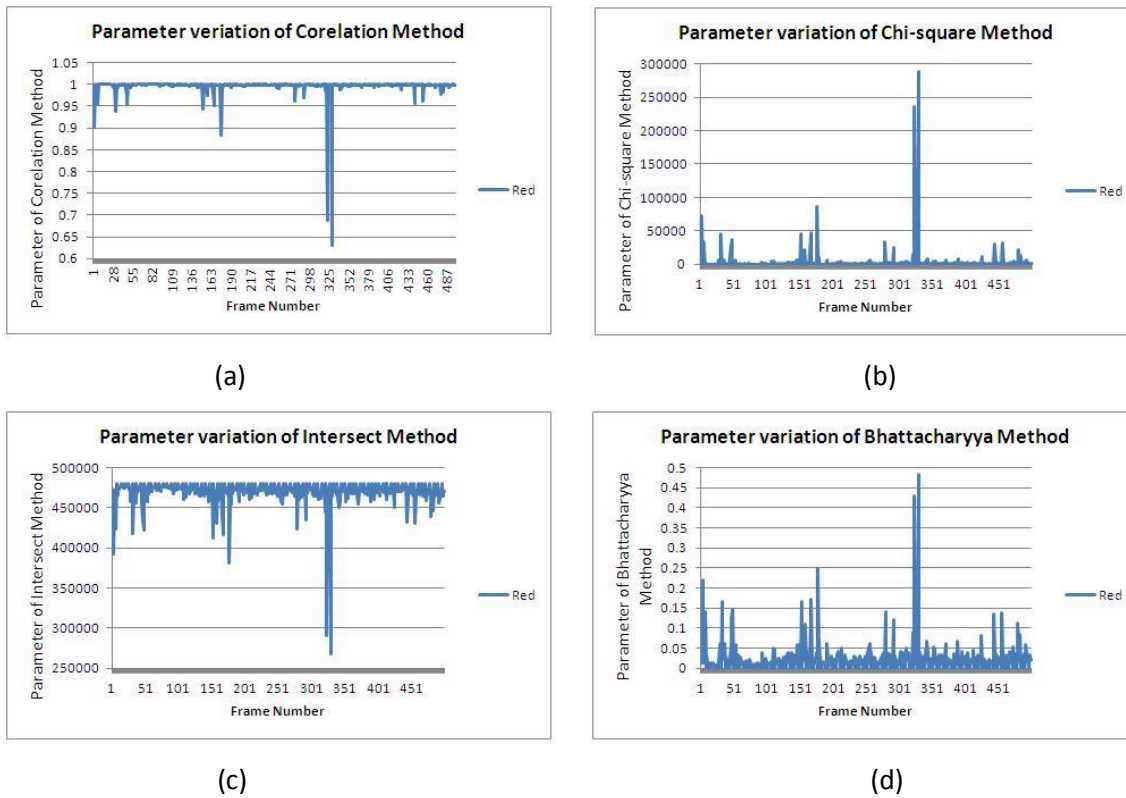 Parameter veriation of Corelation Method
Parameter of Corelation Method
1.05
1
0.95
0.9
0.85
0.8
0.75
0.7
0.65
0.6
1 28 55 82 109 136 163 190 217 244 271 298 325 352 379 406 433 460 487
Frame Number
Red
(a)
Parameter variation of Chi-square Method
Parameter of Chi-square Method
300000
250000
200000
150000
100000
50000
0
1 51 101 151 201 251 301 351 401 451
Frame Number
Red
(b)
Parameter variation of Intersect Method
Parameter of Intersect Method
500000
450000
400000
350000
300000
250000
1 51 101 151 201 251 301 351 401 451
Frame Number
Red
(c)
Parameter variation of Bhattacharyya Method
Parameter of Bhattacharyya
Method
0.5
0.45
0.4
0.35
0.3
0.25
0.2
0.15
0.1
0.05
0
1 51 101 151 201 251 301 351 401 451
Frame Number
Red
(d)